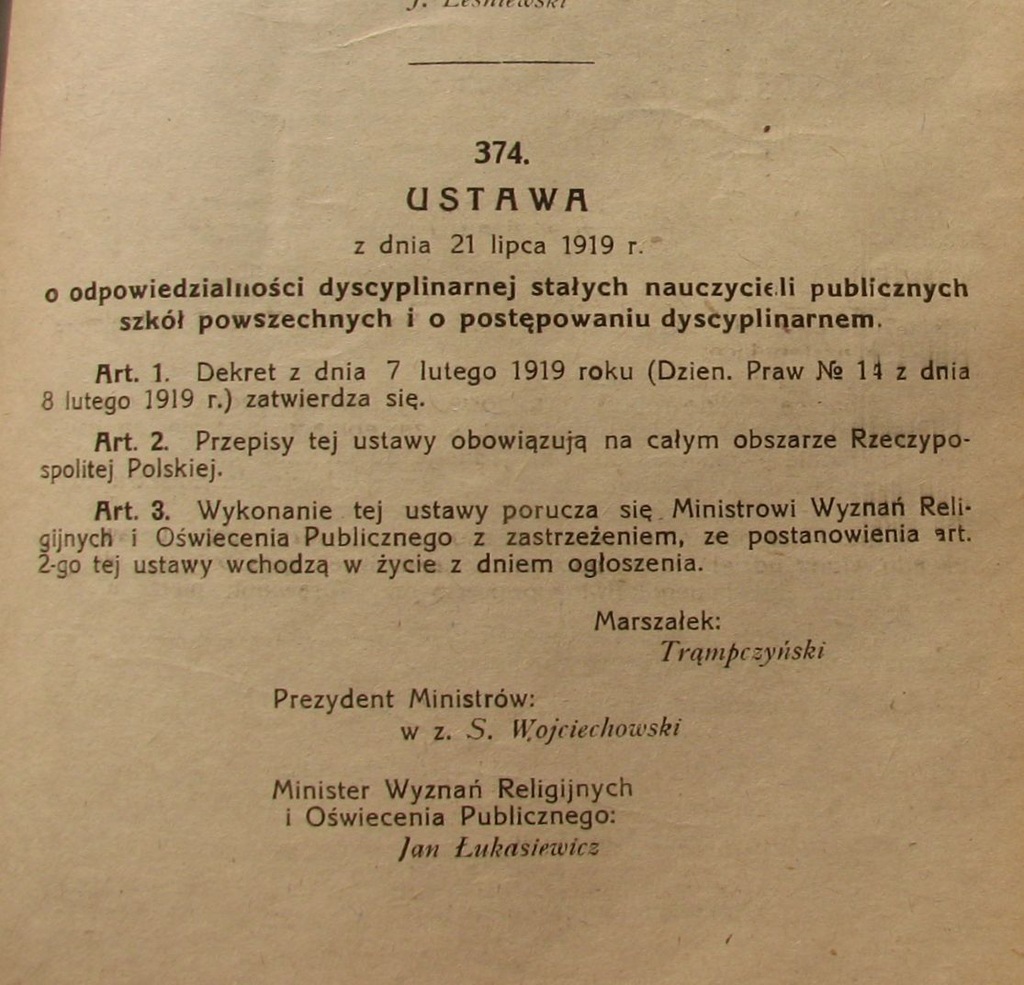 J. Leśniewski
374.
USTAWA
z dnia 21 lipca 1919 r.
o odpowiedzialności dyscyplinarnej stałych nauczycieli publicznych
szkół powszechnych i o postępowaniu dyscyplinarnem.
Art. 1. Dekret z dnia 7 lutego 1919 roku (Dzien. Praw № 14 z dnia
8 lutego 1919 r.) zatwierdza się.
Art. 2. Przepisy tej ustawy obowiązują na całym obszarze Rzeczypo-
spolitej Polskiej.
Art. 3. Wykonanie tej ustawy porucza się Ministrowi Wyznań Reli-
gijnych i Oświecenia Publicznego z zastrzeżeniem, ze postanowienia art.
2-go tej ustawy wchodzą w życie z dniem ogłoszenia.
Marszałek:
Trąmpczyński
Prezydent Ministrów:
w z. S. Wojciechowski
Minister Wyznań Religijnych
i Oświecenia Publicznego:
Jan Łukasiewicz